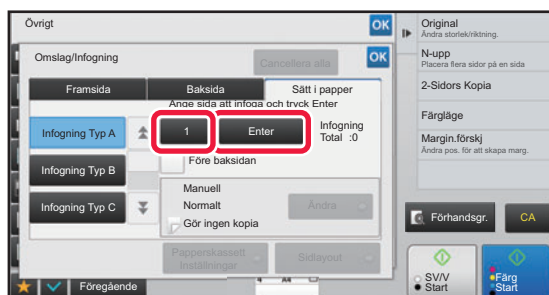 Övrigt
OK
Omslag/Infogning
Cancellera alla
OK
Framsida
Baksida
Sätt i papper
Ange sida att infoga och tryck Enter
Infogning Typ A
1
Enter
Infogning
Total :0
Före baksidan
Infogning Typ B
Infogning Typ C
Manuell
Normalt
Gör ingen kopia
Ändra
Papperskassett
Inställningar
Sidlayout
Föregående
A4
Original
Ändra storlek/riktning.
N-upp
Placera flera sidor på en sida
2-Sidors Kopia
Färgläge
Margin.förskj
Ändra pos. för att skapa marg.
Förhandsgr.
CA
SV/V
Start
Färg
Start